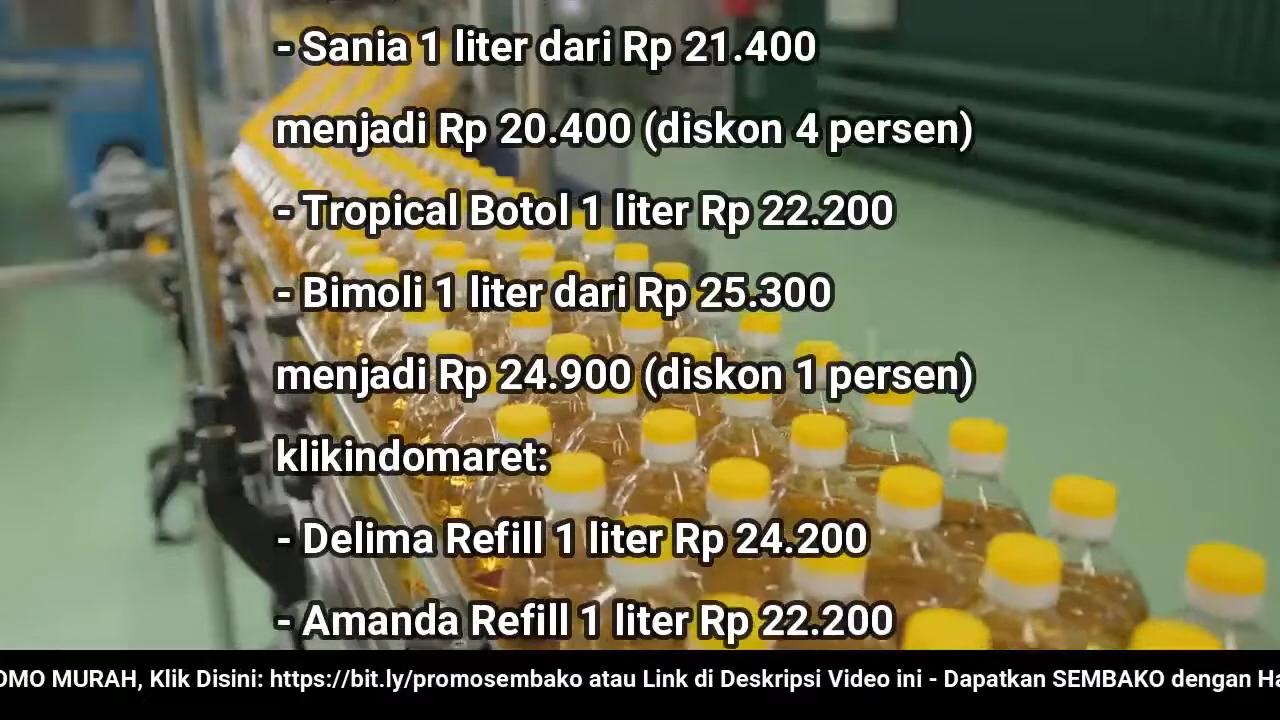 - Sania 1 liter dari Rp 21.400
menjadi Rp 20.400 (diskon 4 persen)
- Tropical Botol 1 liter Rp 22.200
- Bimoli 1 liter dari Rp 25.300
menjadi Rp 24.900 (diskon 1 persen)
klikindomaret:
- Delima Refill 1 liter Rp 24.200
- Amanda Refill 1 liter Rp 22.200
OMO MURAH, Klik Disini: https://bit.ly/promosembako atau Link di Deskripsi Video ini - Dapatkan SEMBAKO dengan Ha